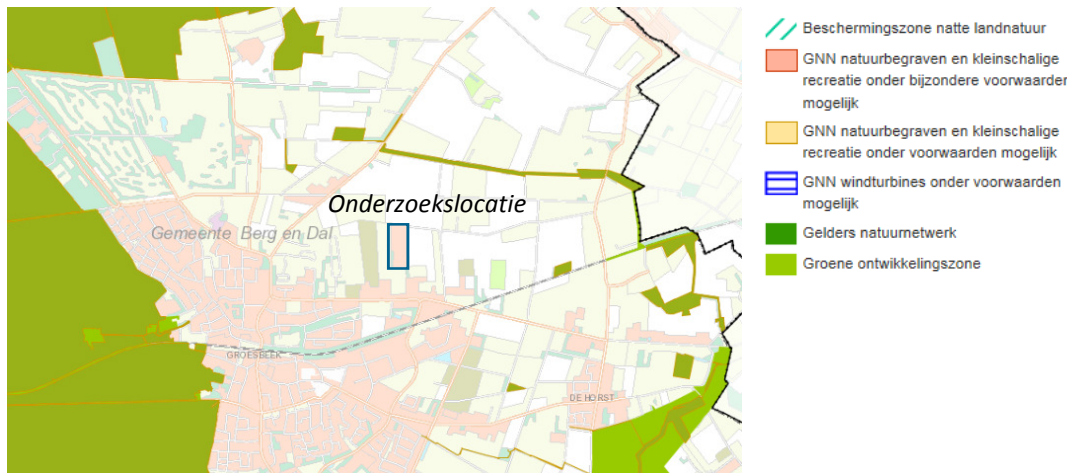 Onderzoekslocatie
Gemeente Berg en Dal
GROESBEEK
DE HORST
Beschermingszone natte landnatuur
GNN natuurbegraven en kleinschalige
recreatie onder bijzondere voorwaarden
mogelijk
GNN natuurbegraven en kleinschalige
recreatie onder voorwaarden mogelijk
GNN windturbines onder voorwaarden
mogelijk
Gelders natuurnetwerk
Groene ontwikkelingszone